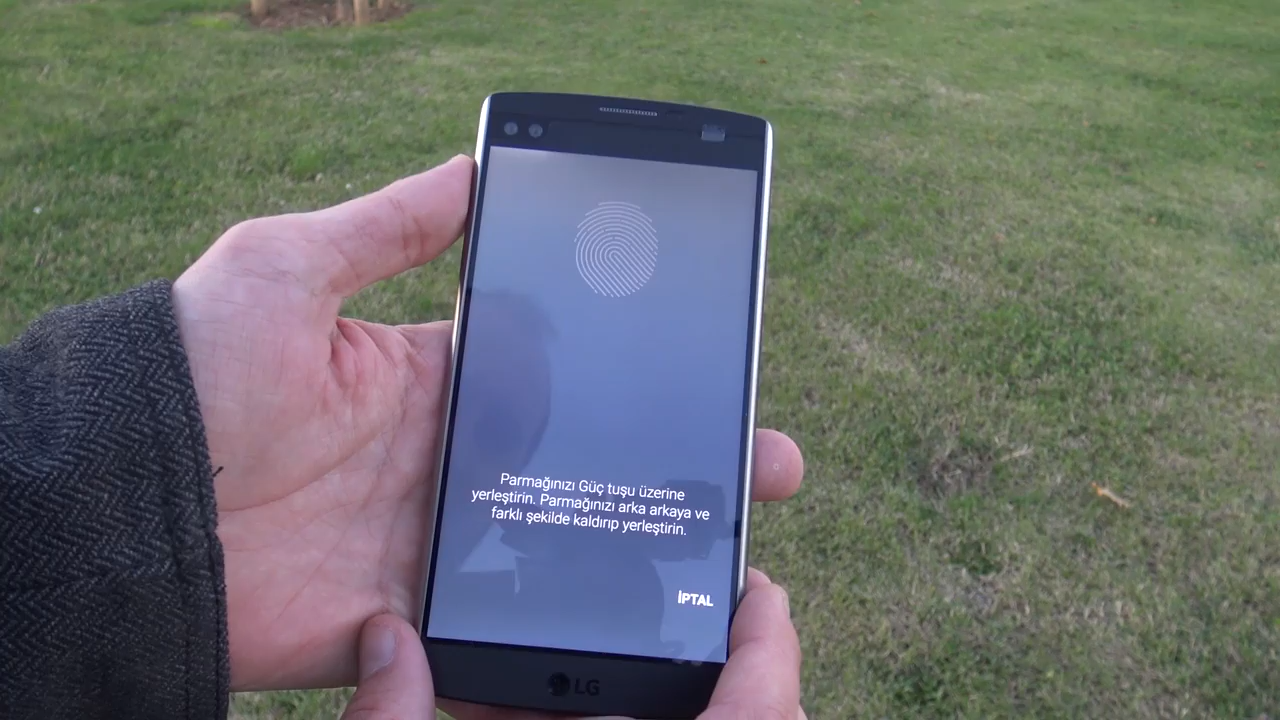 Parmağınızı Güç tuşu üzerine
yerleştirin. Parmağınızı arka arkaya ve
farklı şekilde kaldırıp yerleştirin.
İPTAL
LG